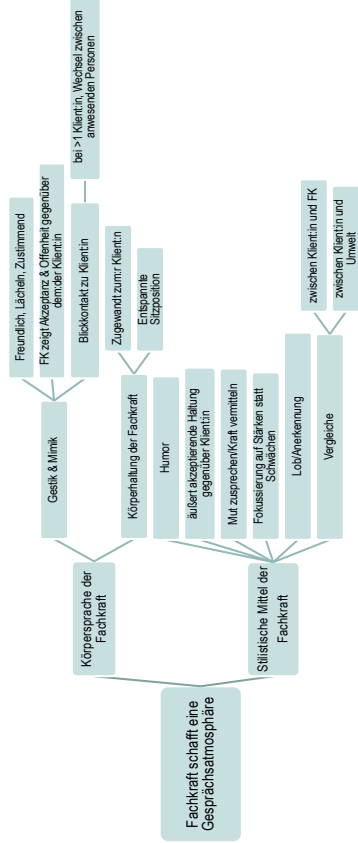 Fachkraft schafft eine
Gesprächsatmosphäre
Körpersprache der
Fachkraft
Gestik & Mimik
Freundlich, Lächeln, Zustimmend
FK zeigt Akzeptanz & Offenheit gegenüber
dem:der Klient:in
Blickkontakt zu Klient:in
bei >1 Klient:in, Wechsel zwischen
anwesenden Personen
Körperhaltung der Fachkraft
Zugewandt zum:r Klient:n
Entspannte
Sitzposition
Stilistische Mittel der
Fachkraft
Humor
äußert akzeptierende Haltung
gegenüber Klient:in
Mut zusprechen/Kraft vermitteln
Fokussierung auf Stärken statt
Schwächen
Lob/Anerkennung
Vergleiche
zwischen Klient:in und FK
zwischen Klient:in und
Umwelt